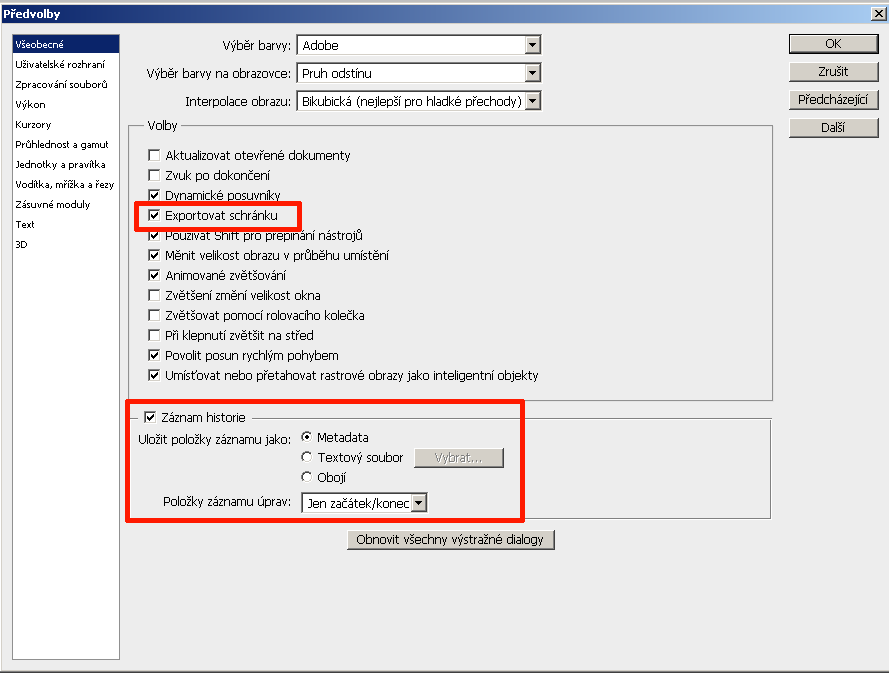 Předvolby
Všeobecné
Uživatelské rozhraní
Zpracování souborů
Výkon
Kurzory
Průhlednost a gamut
Jednotky a pravítka
Vodítka, mřížka a řezy
Zásuvné moduly
Text
3D
Výběr barvy: Adobe
Výběr barvy na obrazovce: Pruh odstínu
Interpolace obrazu: Bikubická (nejlepší pro hladké přechody)
Volby
Aktualizovat otevřené dokumenty
Zvuk po dokončení
Dynamické posuvníky
Exportovat schránku
Používat Shift pro přepínání nástrojů
Měnit velikost obrazu v průběhu umístění
Animované zvětšování
Zvětšení změní velikost okna
Zvětšovat pomocí rolovacího kolečka
Při klepnutí zvětšit na střed
Povolit posun rychlým pohybem
Umísťovat nebo přetahovat rastrové obrazy jako inteligentní objekty
Záznam historie
Uložit položky záznamu jako: Metadata
Textový soubor Vybrat...
Obojí
Položky záznamu úprav: Jen začátek/konec
Obnovit všechny výstražné dialogy
OK
Zrušit
Předcházející
Další